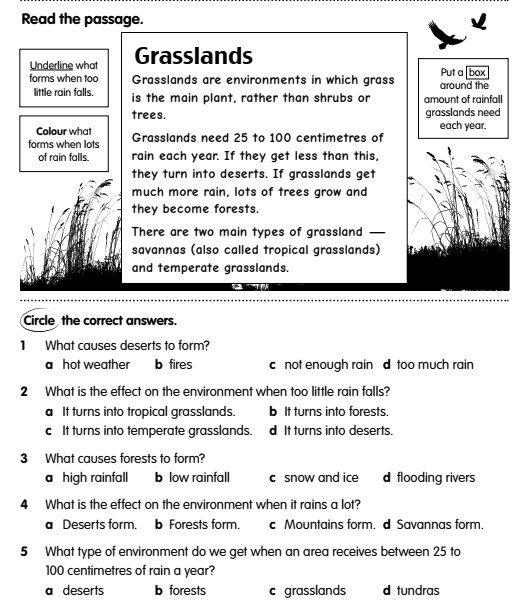 Read the passage.
Underline what
forms when too
little rain falls.
Colour what
forms when lots
of rain falls.
Grasslands
Grasslands are environments in which grass
is the main plant, rather than shrubs or
trees.
Grasslands need 25 to 100 centimetres of
rain each year. If they get less than this,
they turn into deserts. If grasslands get
much more rain, lots of trees grow and
they become forests.
There are two main types of grassland —
savannas (also called tropical grasslands)
and temperate grasslands.
Put a box
around the
amount of rainfall
grasslands need
each year.
Circle the correct answers.
1 What causes deserts to form?
a hot weather b fires c not enough rain d too much rain
2 What is the effect on the environment when too little rain falls?
a It turns into tropical grasslands. b It turns into forests.
c It turns into temperate grasslands. d It turns into deserts.
3 What causes forests to form?
a high rainfall b low rainfall c snow and ice d flooding rivers
4 What is the effect on the environment when it rains a lot?
a Deserts form. b Forests form. c Mountains form. d Savannas form.
5 What type of environment do we get when an area receives between 25 to
100 centimetres of rain a year?
a deserts b forests c grasslands d tundras